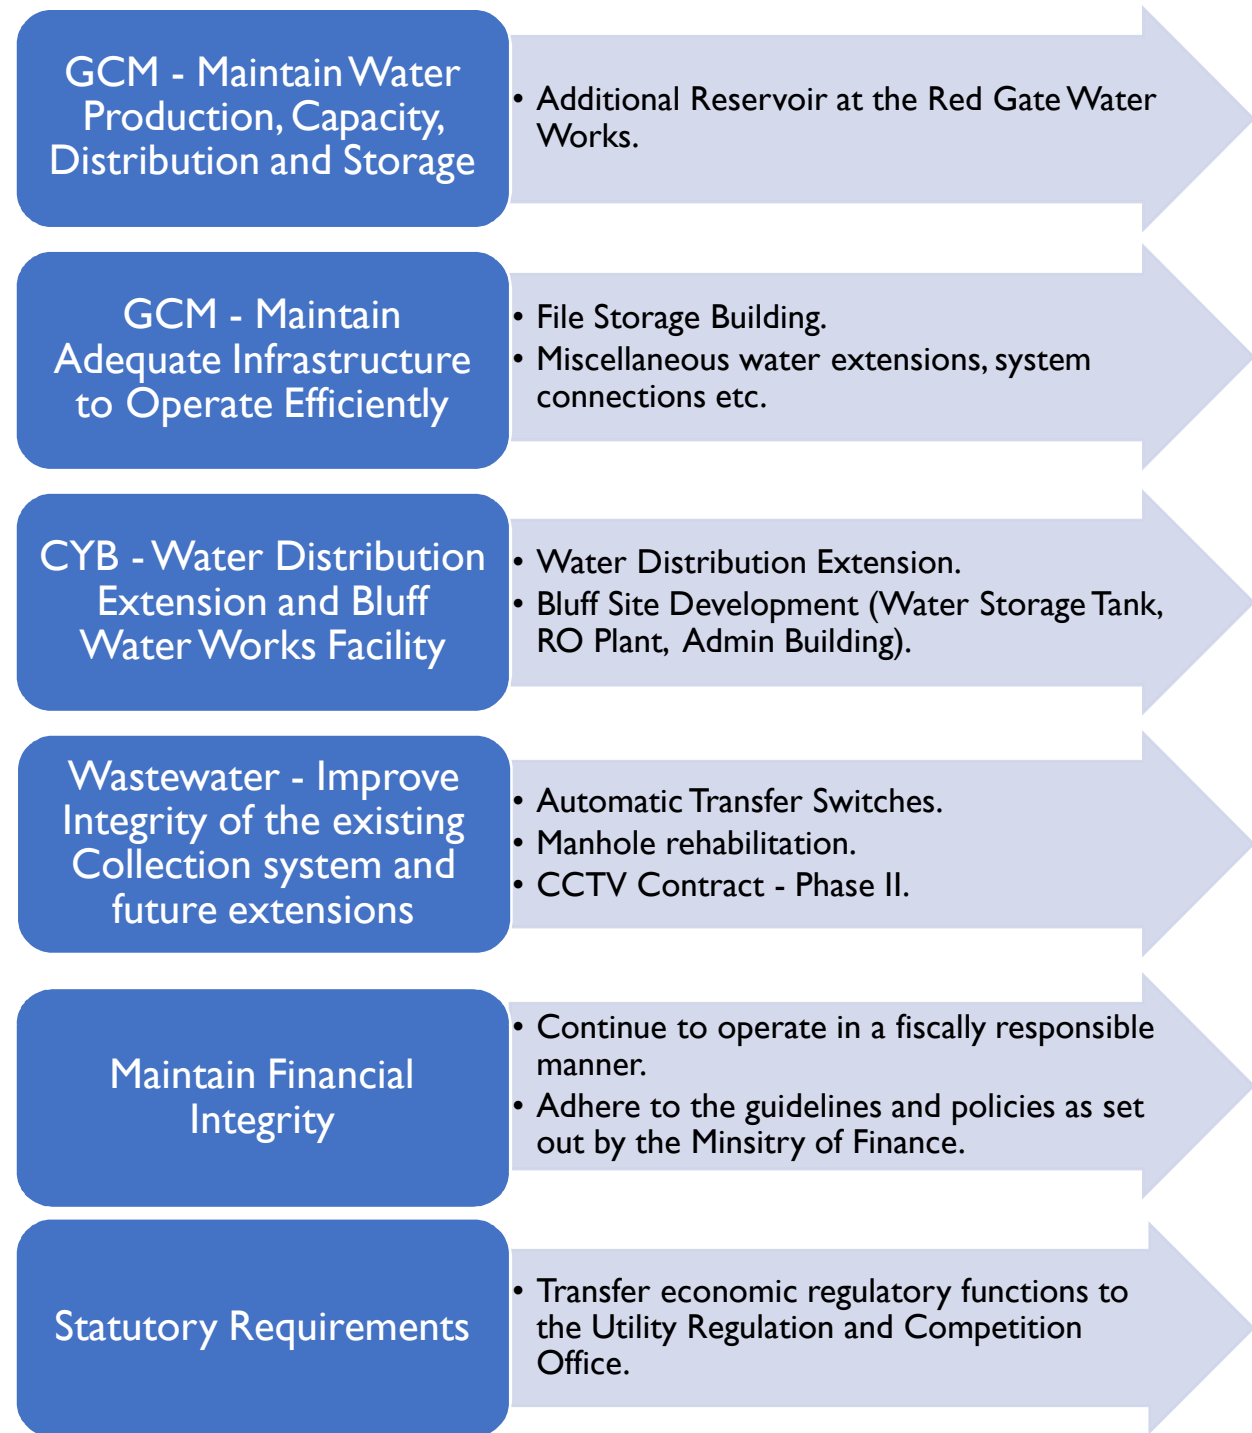 GCM - Maintain Water
Production, Capacity,
Distribution and Storage
• Additional Reservoir at the Red Gate Water
Works.
GCM - Maintain
Adequate Infrastructure
to Operate Efficiently
• File Storage Building.
• Miscellaneous water extensions, system
connections etc.
CYB - Water Distribution
Extension and Bluff
Water Works Facility
• Water Distribution Extension.
• Bluff Site Development (Water Storage Tank,
RO Plant, Admin Building).
Wastewater - Improve
Integrity of the existing
Collection system and
future extensions
• Automatic Transfer Switches.
• Manhole rehabilitation.
• CCTV Contract - Phase II.
Maintain Financial
Integrity
• Continue to operate in a fiscally responsible
manner.
• Adhere to the guidelines and policies as set
out by the Minsitry of Finance.
Statutory Requirements
• Transfer economic regulatory functions to
the Utility Regulation and Competition
Office.